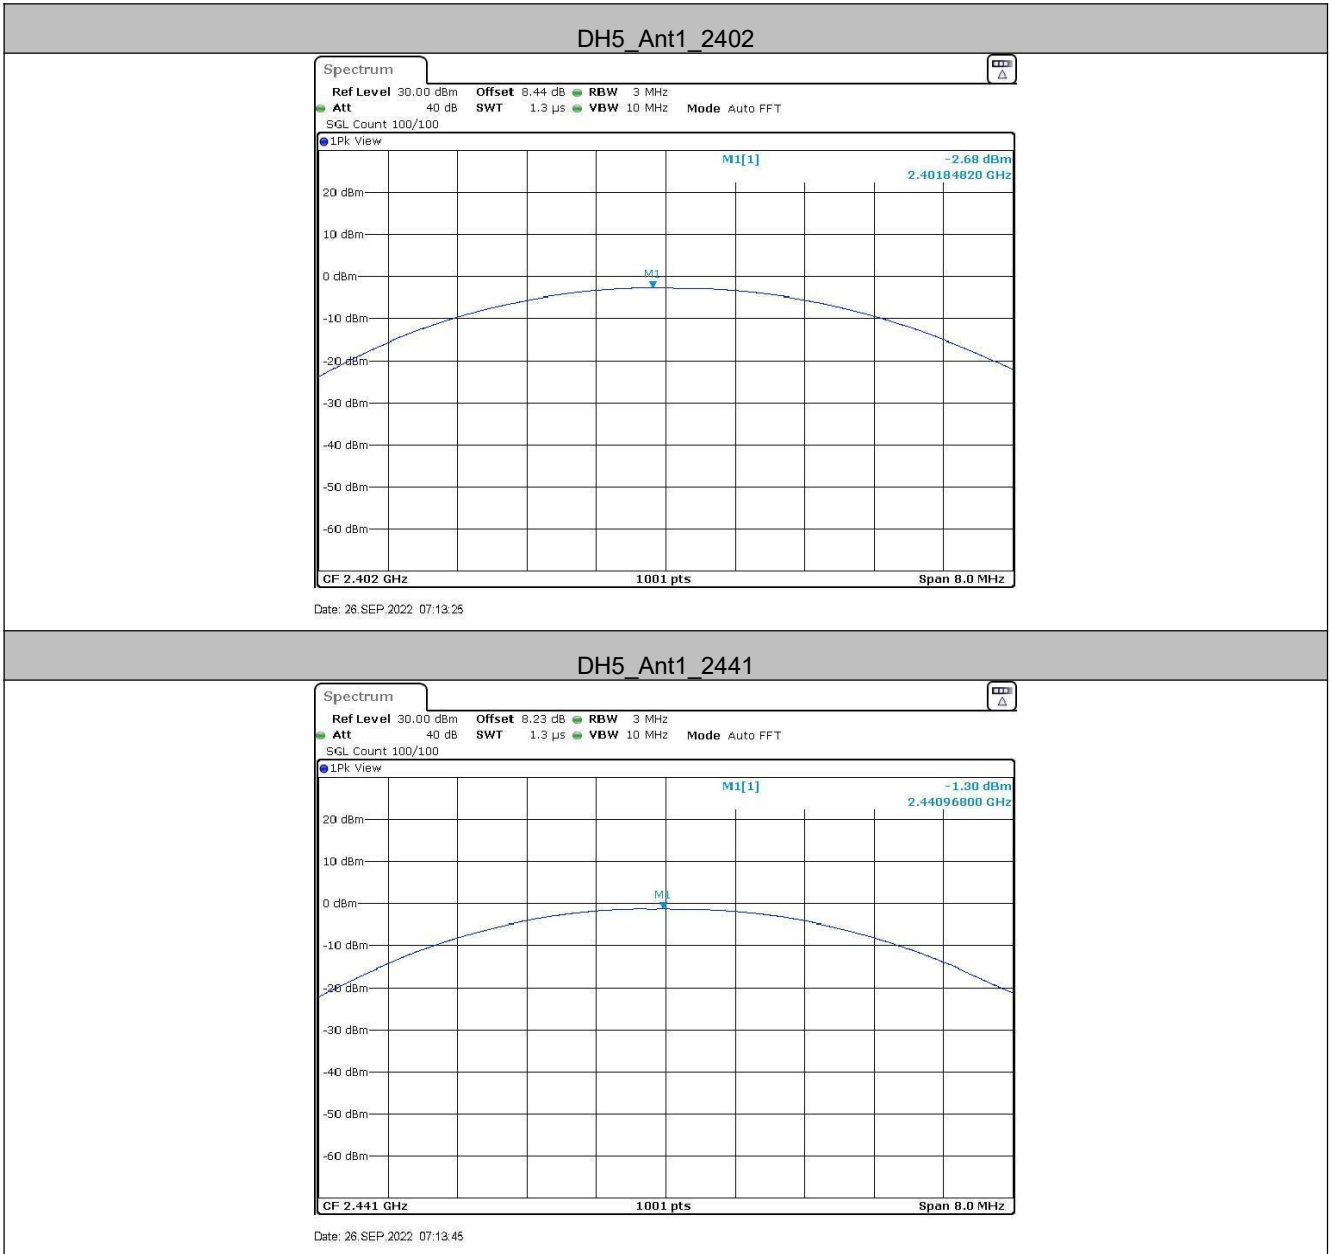 DH5_Ant1_2402
Spectrum
Ref Level 30.00 dBm Offset 8.44 dB RBW 3 MHz
Att 40 dB SWT 1.3 µs VBW 10 MHz Mode Auto FFT
SGL Count 100/100
1Pk View
M1[1] -2.68 dBm
2.40184820 GHz
20 dBm
10 dBm
0 dBm
M1
-10 dBm
-20 dBm
-30 dBm
-40 dBm
-50 dBm
-60 dBm
CF 2.402 GHz 1001 pts Span 8.0 MHz
Date: 26.SEP.2022 07:13:25
DH5_Ant1_2441
Spectrum
Ref Level 30.00 dBm Offset 8.23 dB RBW 3 MHz
Att 40 dB SWT 1.3 µs VBW 10 MHz Mode Auto FFT
SGL Count 100/100
1Pk View
M1[1] -1.30 dBm
2.44096800 GHz
20 dBm
10 dBm
M1
0 dBm
-10 dBm
-20 dBm
-30 dBm
-40 dBm
-50 dBm
-60 dBm
CF 2.441 GHz 1001 pts Span 8.0 MHz
Date: 26.SEP.2022 07:13:45